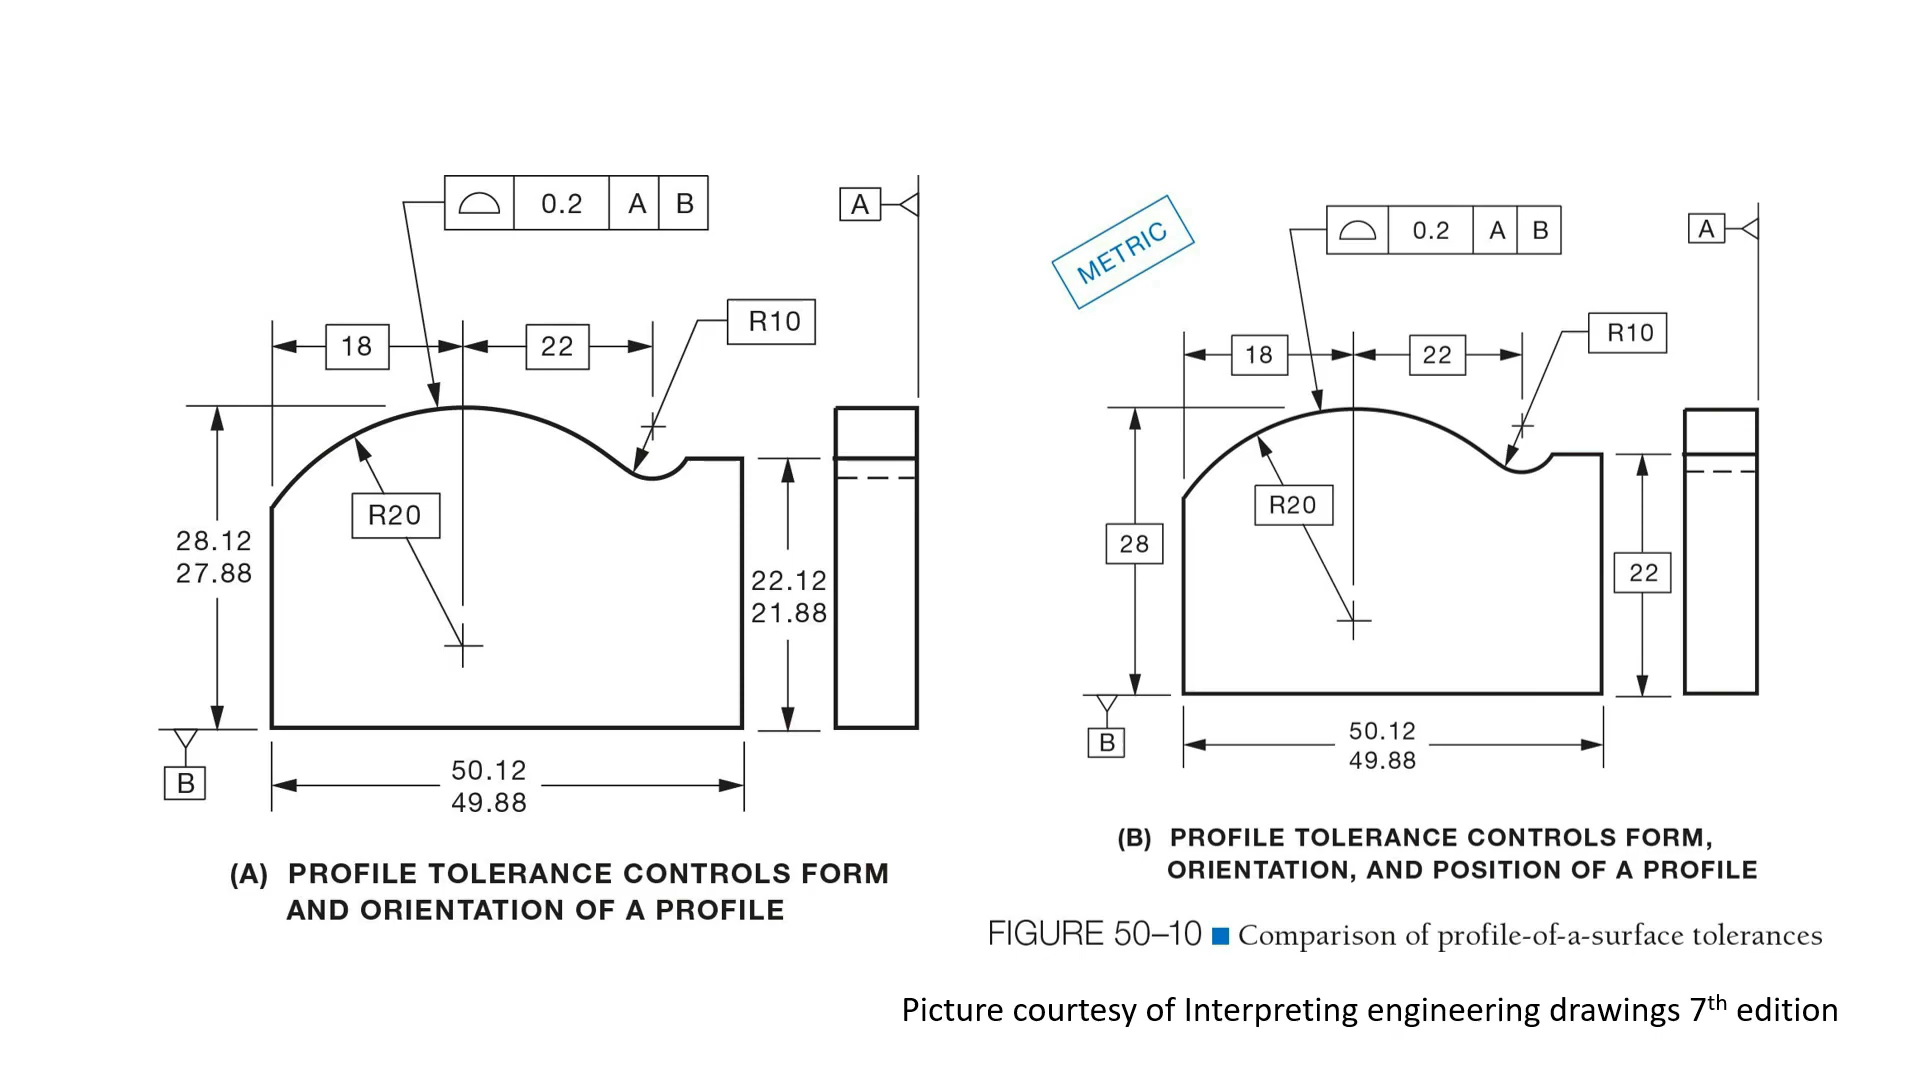 0.2 A B
A
18
22
R10
R20
28.12
27.88
22.12
21.88
B
50.12
49.88
(A) PROFILE TOLERANCE CONTROLS FORM
AND ORIENTATION OF A PROFILE
METRIC
0.2 A B
A
18
22
R10
R20
28
22
B
50.12
49.88
(B) PROFILE TOLERANCE CONTROLS FORM,
ORIENTATION, AND POSITION OF A PROFILE
FIGURE 50–10 ■ Comparison of profile-of-a-surface tolerances
Picture courtesy of Interpreting engineering drawings 7th edition